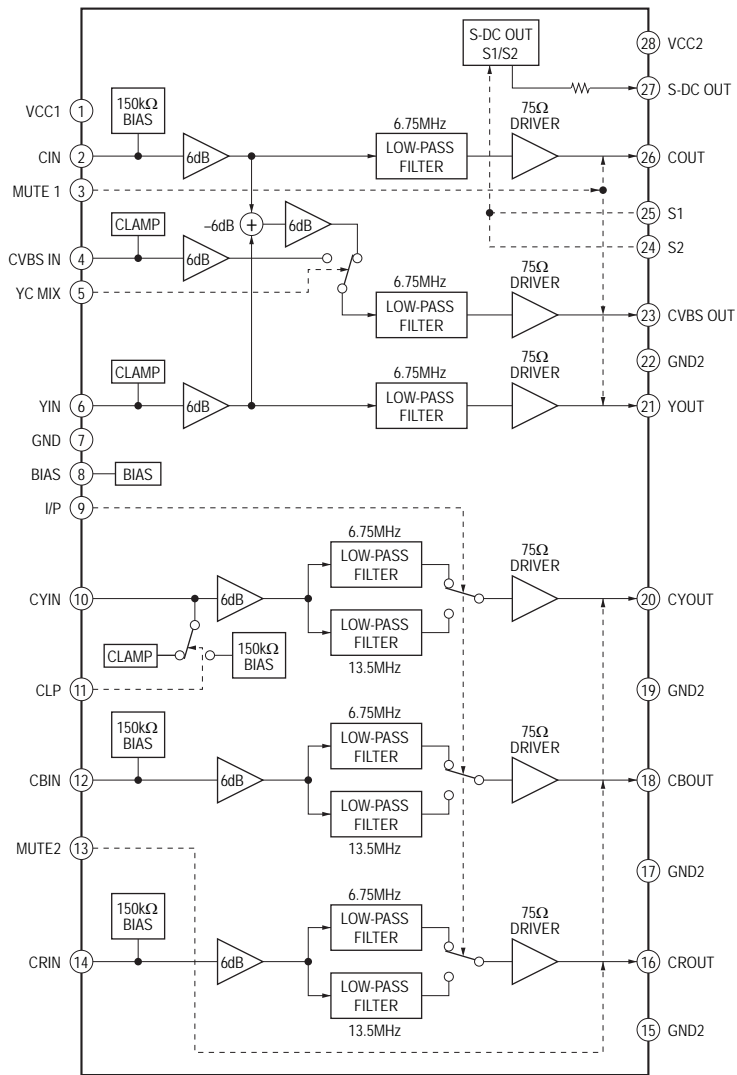 S-DC OUT
S1/S2
28 VCC2
27 S-DC OUT
VCC1 1
150kΩ
BIAS
6.75MHz
LOW-PASS
FILTER
75Ω
DRIVER
CIN 2
6dB
26 COUT
MUTE 1 3
25 S1
–6dB
+
6dB
CLAMP
24 S2
CVBS IN 4
6dB
YC MIX 5
6.75MHz
LOW-PASS
FILTER
75Ω
DRIVER
23 CVBS OUT
22 GND2
CLAMP
6.75MHz
LOW-PASS
FILTER
75Ω
DRIVER
YIN 6
6dB
21 YOUT
GND 7
BIAS 8
BIAS
I/P 9
6.75MHz
LOW-PASS
FILTER
75Ω
DRIVER
CYIN 10
6dB
20 CYOUT
LOW-PASS
FILTER
13.5MHz
CLAMP
150kΩ
BIAS
CLP 11
19 GND2
150kΩ
BIAS
6.75MHz
LOW-PASS
FILTER
75Ω
DRIVER
CBIN 12
6dB
18 CBOUT
LOW-PASS
FILTER
13.5MHz
MUTE2 13
17 GND2
150kΩ
BIAS
6.75MHz
LOW-PASS
FILTER
75Ω
DRIVER
CRIN 14
6dB
16 CROUT
LOW-PASS
FILTER
13.5MHz
15 GND2